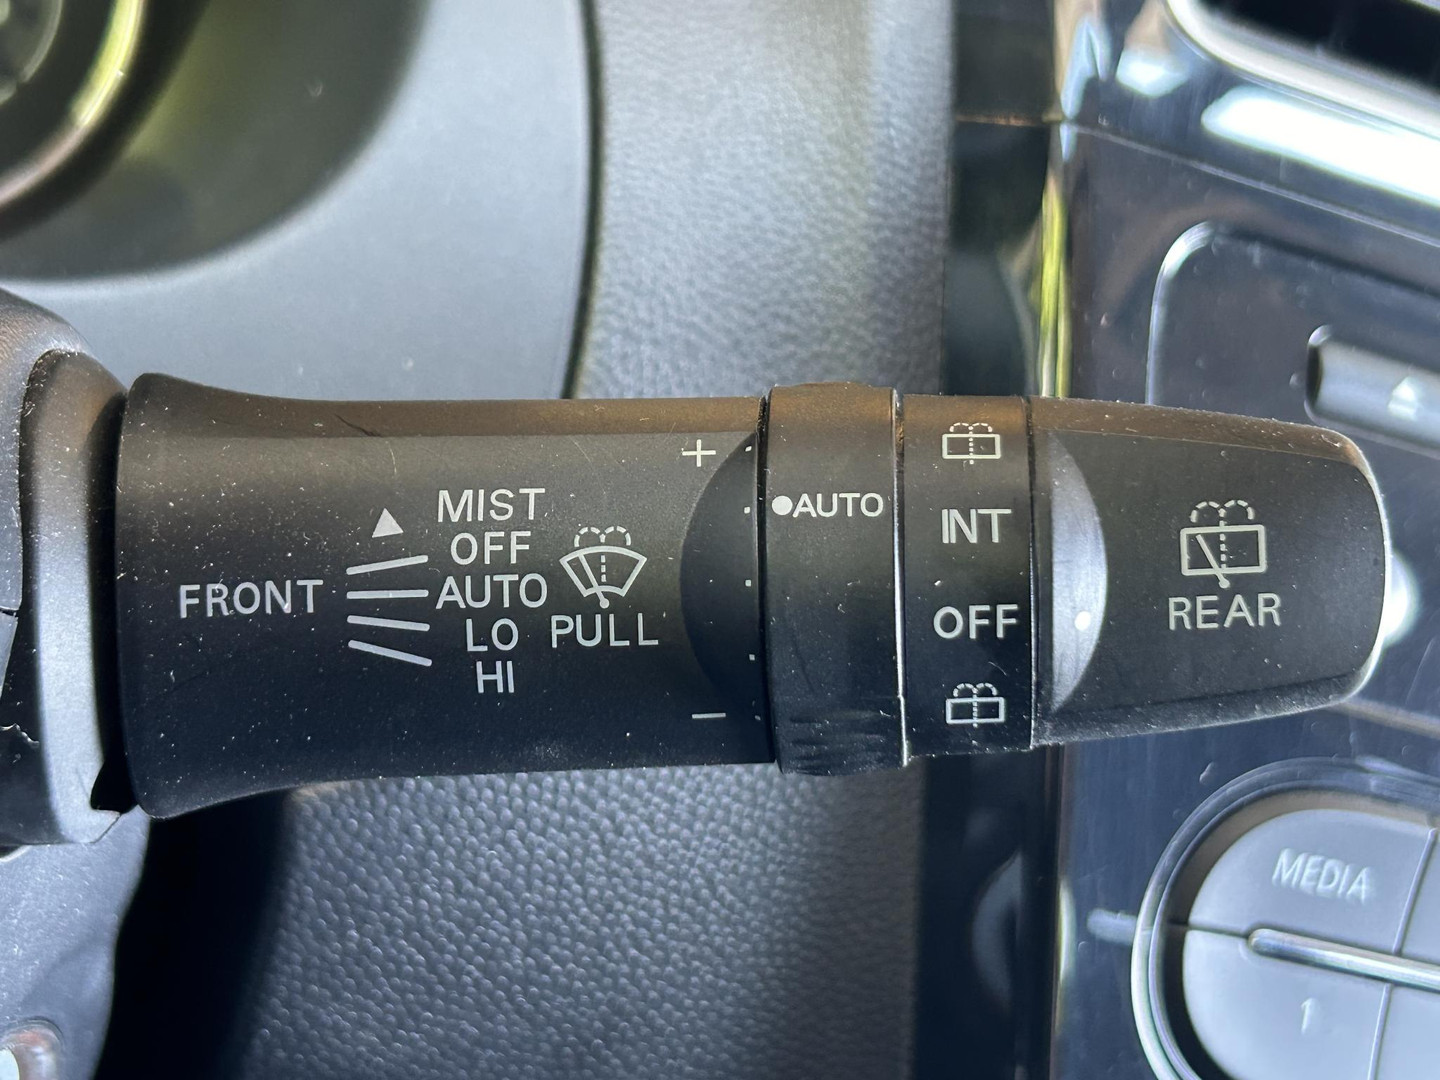 FRONT
MIST
OFF
AUTO
LO
HI
PULL
+
−
●AUTO
INT
OFF
REAR
MEDIA
1